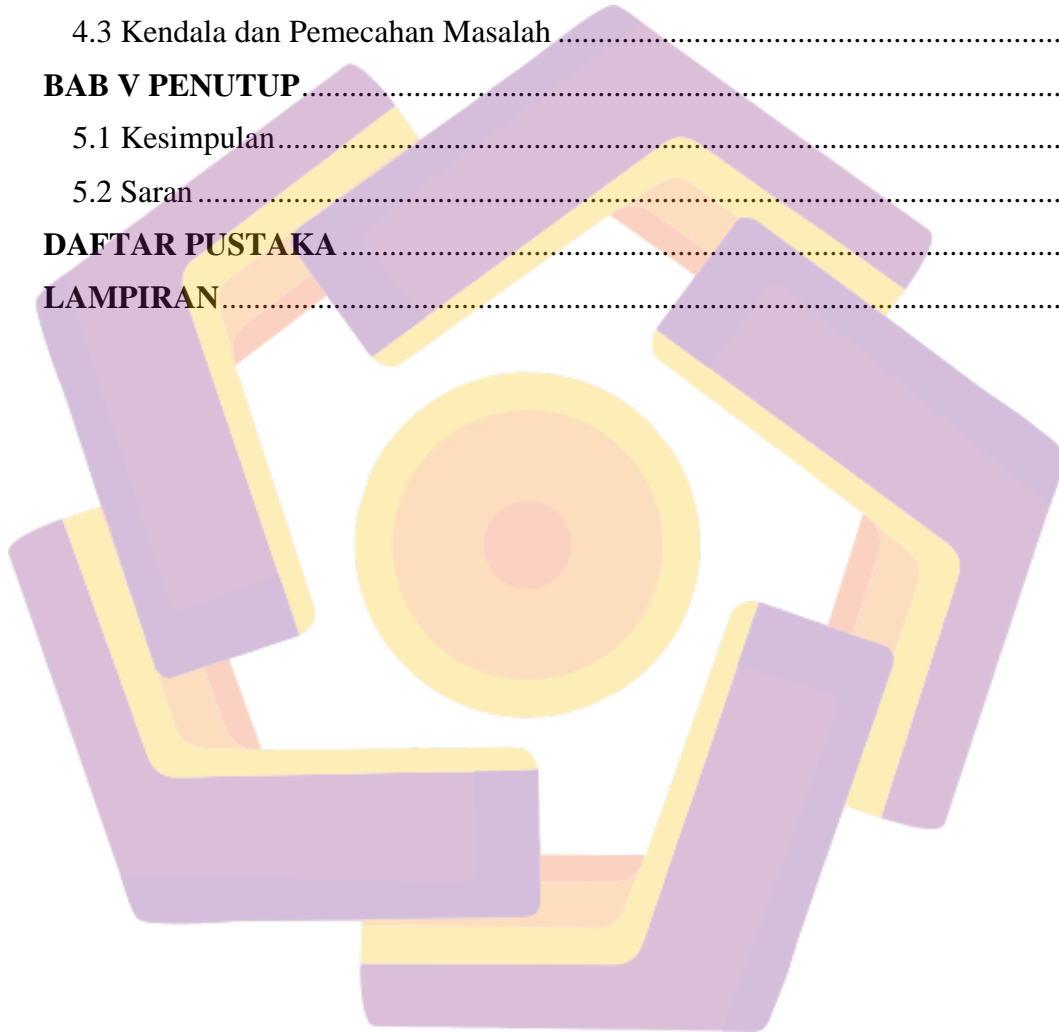 4.3 Kendala dan Pemecahan Masalah ................................................................
BAB V PENUTUP................................................................................................
5.1 Kesimpulan...................................................................................................
5.2 Saran .............................................................................................................
DAFTAR PUSTAKA ...........................................................................................
LAMPIRAN..........................................................................................................